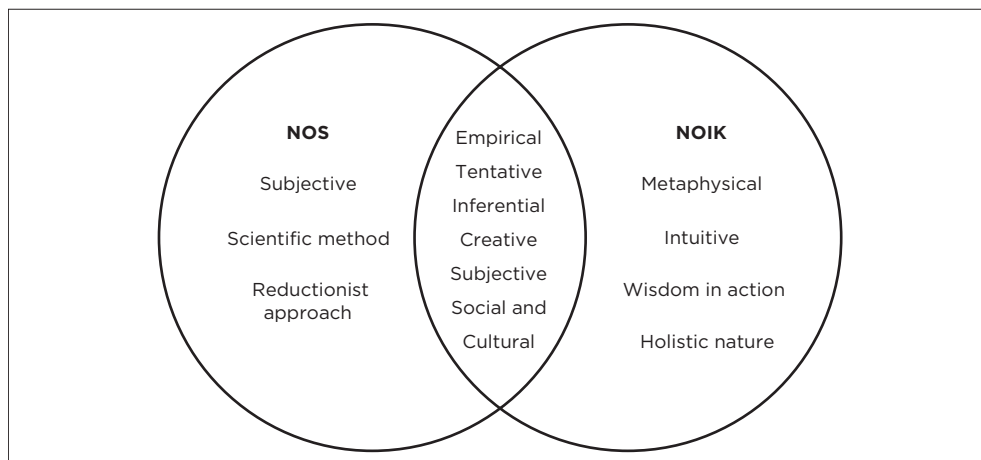 NOS
Subjective
Scientific method
Reductionist
approach
Empirical
Tentative
Inferential
Creative
Subjective
Social and
Cultural
NOIK
Metaphysical
Intuitive
Wisdom in action
Holistic nature